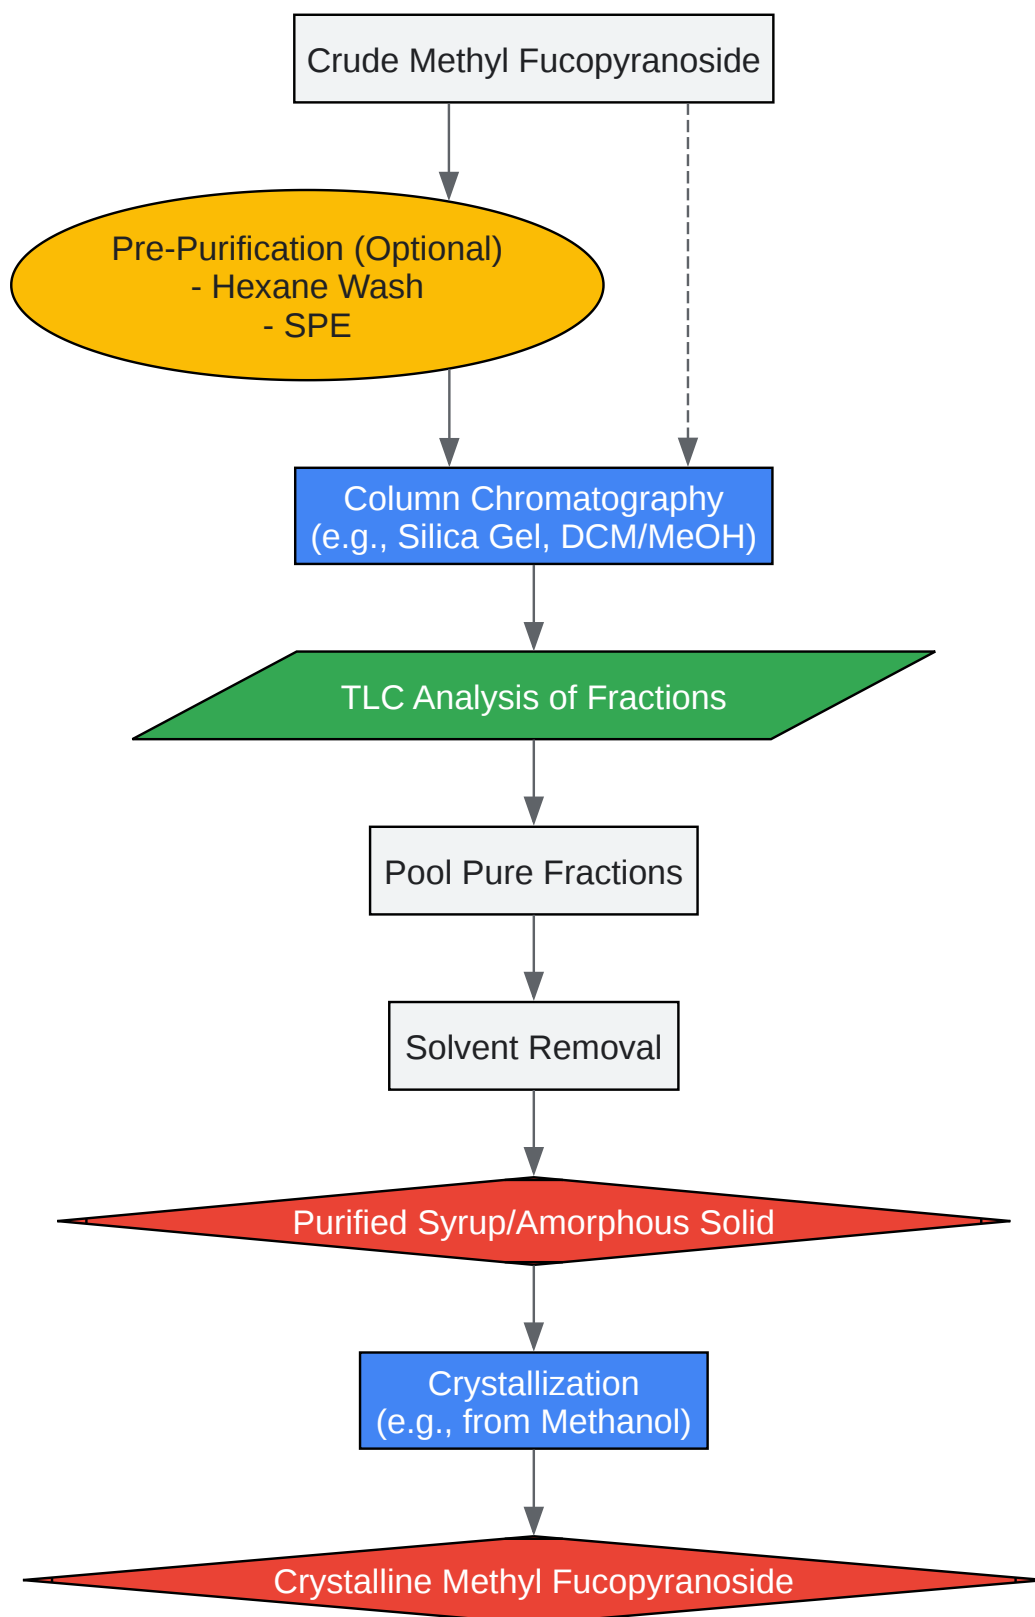 Crude Methyl Fucopyranoside
Pre-Purification (Optional)
- Hexane Wash
- SPE
Column Chromatography
(e.g., Silica Gel, DCM/MeOH)
TLC Analysis of Fractions
Pool Pure Fractions
Solvent Removal
Purified Syrup/Amorphous Solid
Crystallization
(e.g., from Methanol)
Crystalline Methyl Fucopyranoside